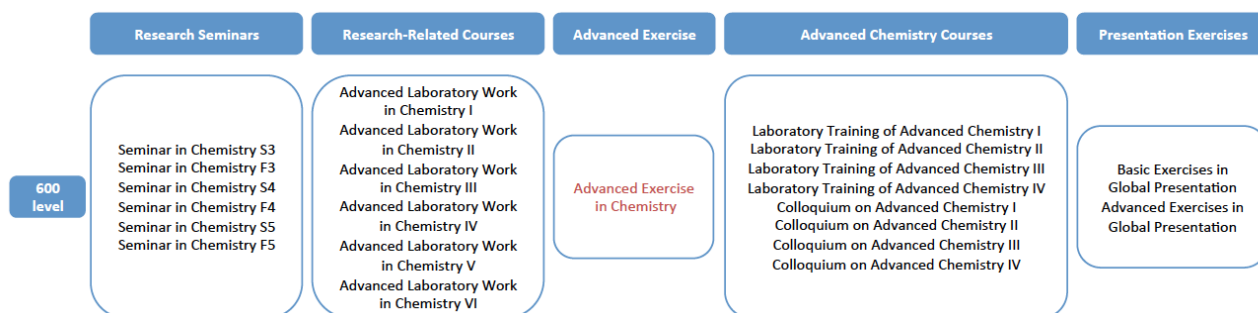 Research Seminars
Research-Related Courses
Advanced Exercise
Advanced Chemistry Courses
Presentation Exercises
600
level
Seminar in Chemistry S3
Seminar in Chemistry F3
Seminar in Chemistry S4
Seminar in Chemistry F4
Seminar in Chemistry S5
Seminar in Chemistry F5
Advanced Laboratory Work
in Chemistry I
Advanced Laboratory Work
in Chemistry II
Advanced Laboratory Work
in Chemistry III
Advanced Laboratory Work
in Chemistry IV
Advanced Laboratory Work
in Chemistry V
Advanced Laboratory Work
in Chemistry VI
Advanced Exercise
in Chemistry
Laboratory Training of Advanced Chemistry I
Laboratory Training of Advanced Chemistry II
Laboratory Training of Advanced Chemistry III
Laboratory Training of Advanced Chemistry IV
Colloquium on Advanced Chemistry I
Colloquium on Advanced Chemistry II
Colloquium on Advanced Chemistry III
Colloquium on Advanced Chemistry IV
Basic Exercises in
Global Presentation
Advanced Exercises in
Global Presentation